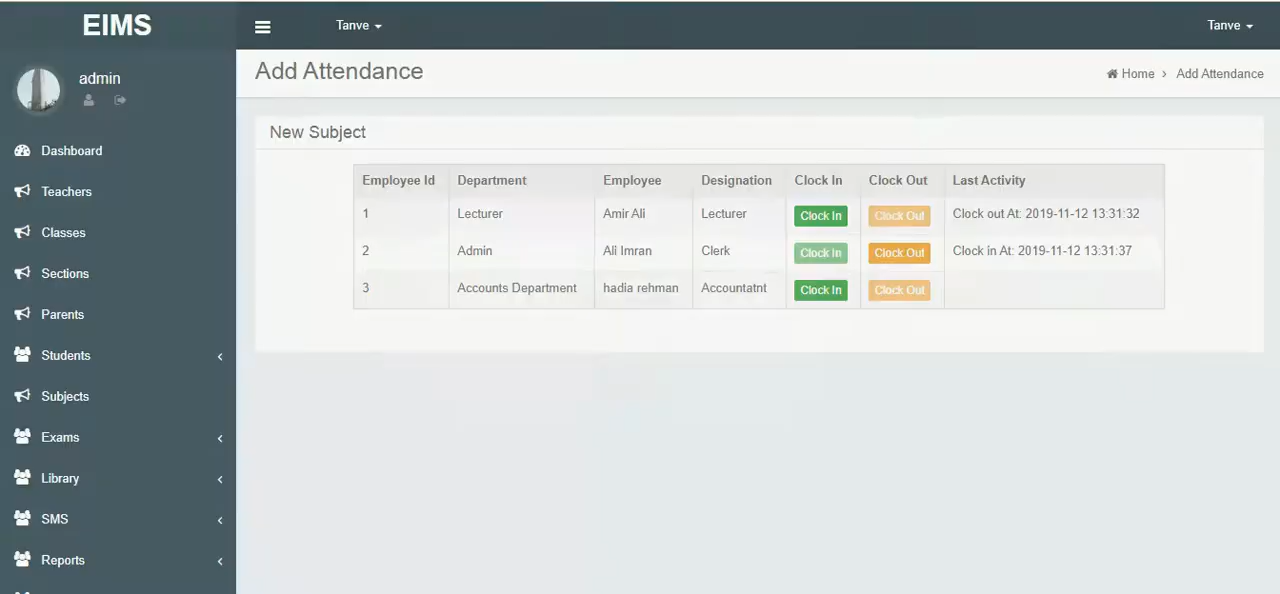 EIMS
Tanve
Tanve
admin
Add Attendance
Home › Add Attendance
Dashboard
Teachers
Classes
Sections
Parents
Students
Subjects
Exams
Library
SMS
Reports
New Subject
Employee Id Department Employee Designation Clock In Clock Out Last Activity
1 Lecturer Amir Ali Lecturer Clock In Clock Out Clock out At: 2019-11-12 13:31:32
2 Admin Ali Imran Clerk Clock In Clock Out Clock in At: 2019-11-12 13:31:37
3 Accounts Department hadia rehman Accountatnt Clock In Clock Out